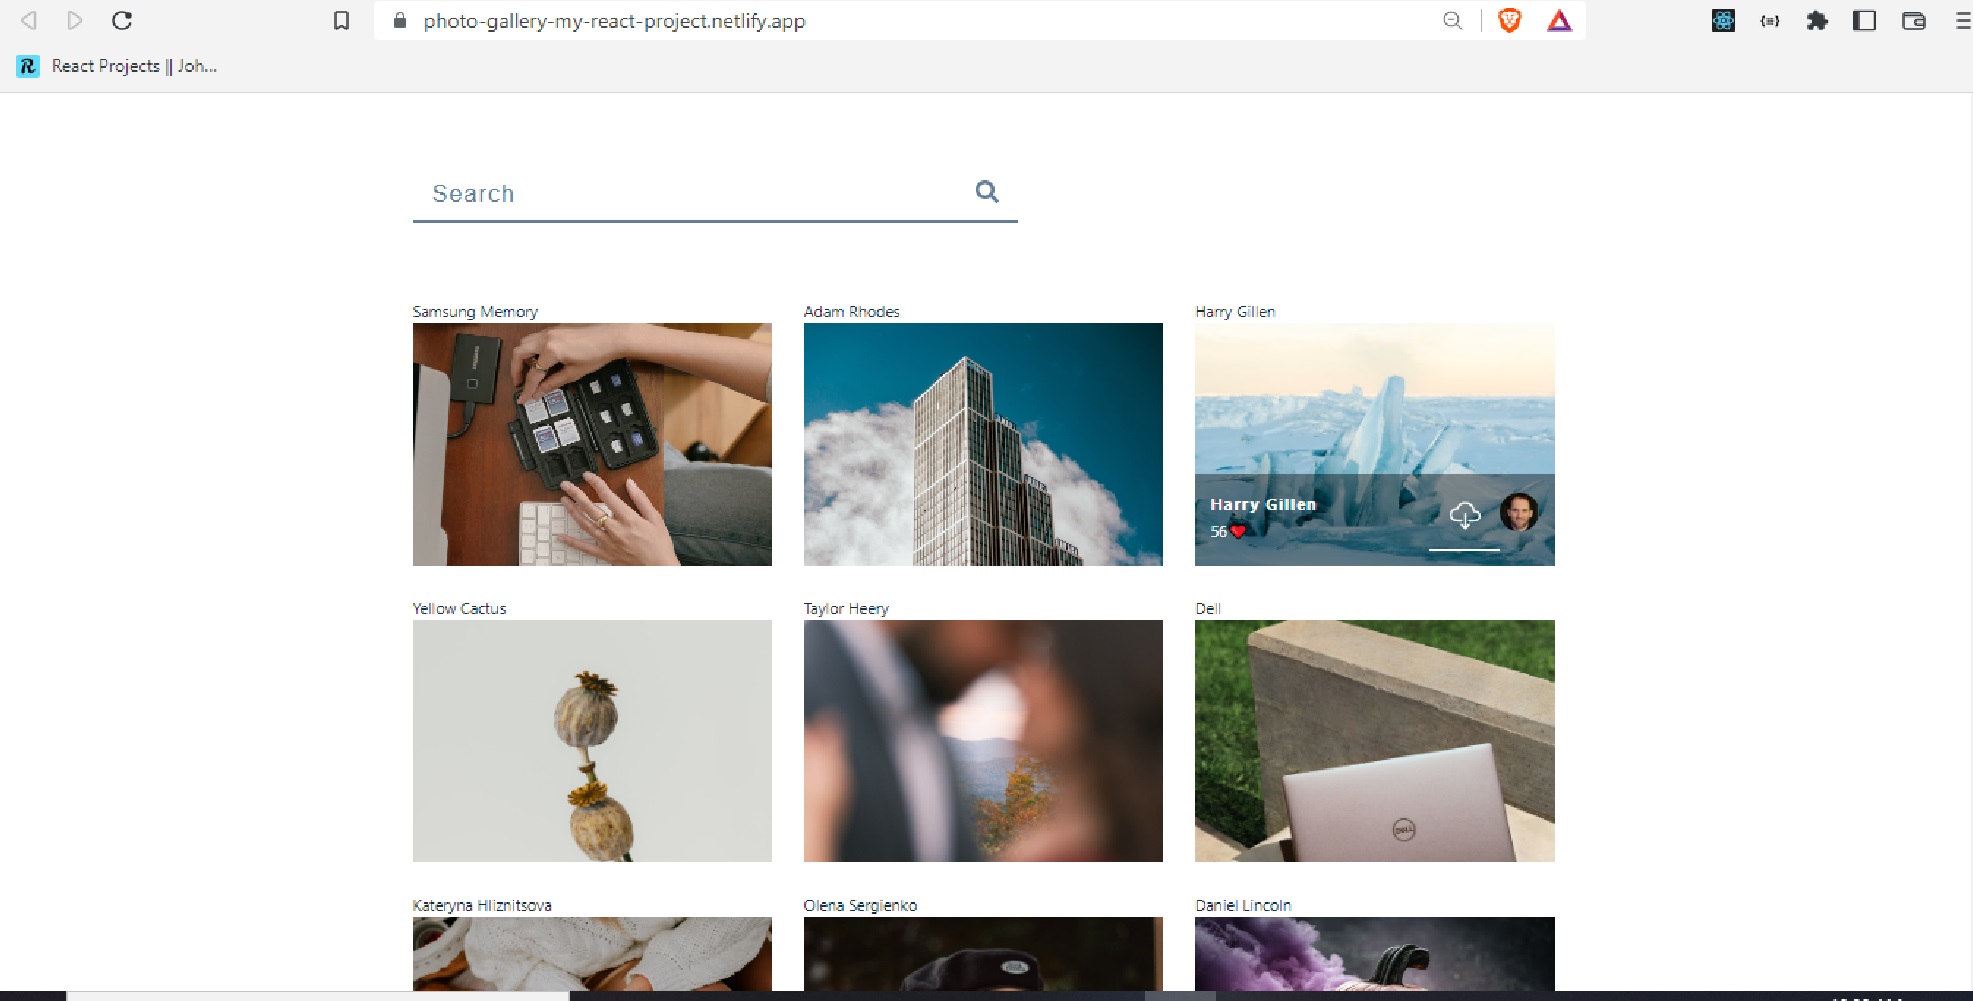 photo-gallery-my-react-project.netlify.app
React Projects || Joh...
Search
Samsung Memory
Adam Rhodes
Harry Gillen
Harry Gillen
56
Yellow Cactus
Taylor Heery
Dell
DELL
Kateryna Hliznitsova
Olena Sergienko
Daniel Lincoln